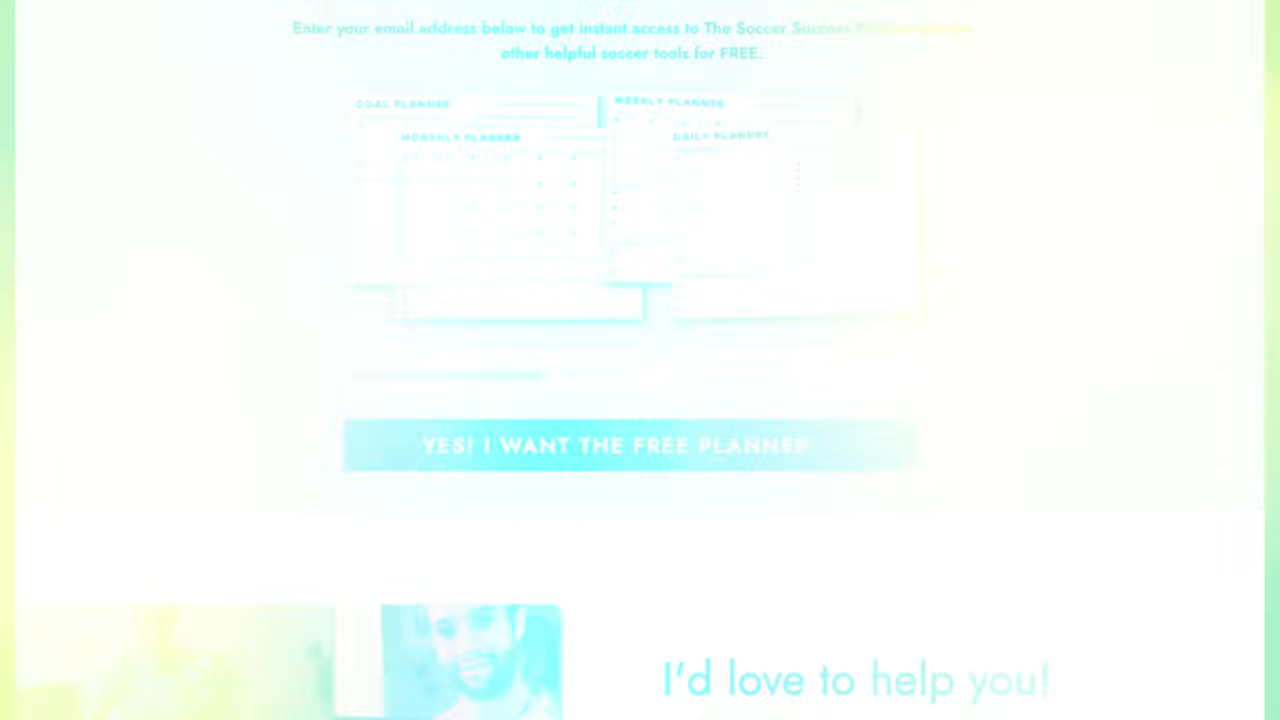 Enter your email address below to get instant access to The Soccer Success
other helpful soccer tools for FREE.
GOAL PLANNER
WEEKLY PLANNER
MONTHLY PLANNER
DAILY PLANNER
YES! I WANT THE FREE PLANNER
I'd love to help you!